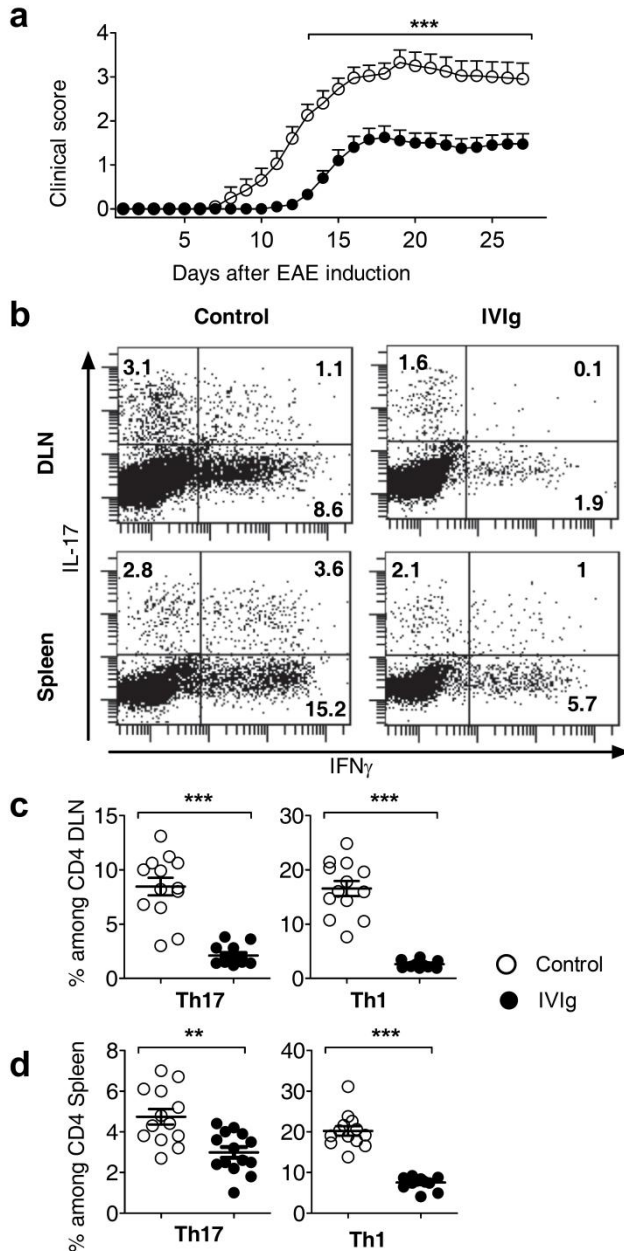 a
***
4
3
2
1
0
Clinical score
5 10 15 20 25
Days after EAE induction
b
Control IVIg
3.1 1.1
1.6 0.1
DLN
8.6
1.9
IL-17
2.8 3.6
2.1 1
Spleen
15.2
5.7
IFNγ
c
*** ***
15
10
5
0
% among CD4 DLN
30
20
10
0
Th17 Th1
Control
IVIg
d
** ***
8
6
4
2
0
% among CD4 Spleen
40
30
20
10
0
Th17 Th1